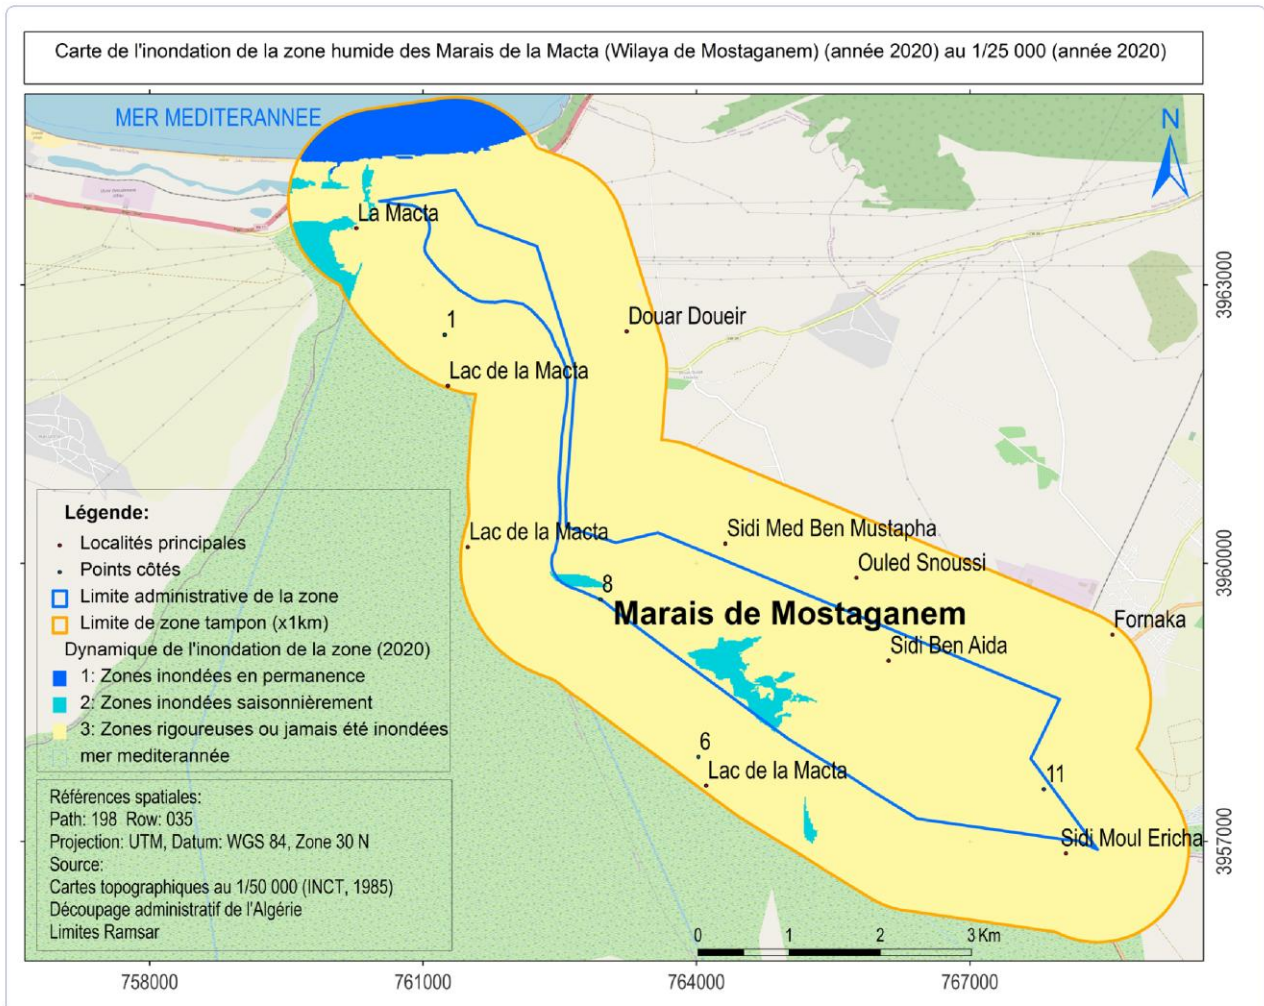 Carte de l'inondation de la zone humide des Marais de la Macta (Wilaya de Mostaganem) (année 2020) au 1/25 000 (année 2020)
MER MEDITERANNEE
N
La Macta
3963000
1
Douar Doueir
Lac de la Macta
Légende:
Localités principales
Points côtés
Limite administrative de la zone
Limite de zone tampon (x1km)
Dynamique de l'inondation de la zone (2020)
1: Zones inondées en permanence
2: Zones inondées saisonnièrement
3: Zones rigoureuses ou jamais été inondées
mer mediterannée
Lac de la Macta
Sidi Med Ben Mustapha
Ouled Snoussi
3960000
8
Marais de Mostaganem
Fornaka
Sidi Ben Aida
6
Lac de la Macta
11
Sidi Moul Ericha
3957000
Références spatiales:
Path: 198 Row: 035
Projection: UTM, Datum: WGS 84, Zone 30 N
Source:
Cartes topographiques au 1/50 000 (INCT, 1985)
Découpage administratif de l'Algérie
Limites Ramsar
0 1 2 3 Km
758000 761000 764000 767000